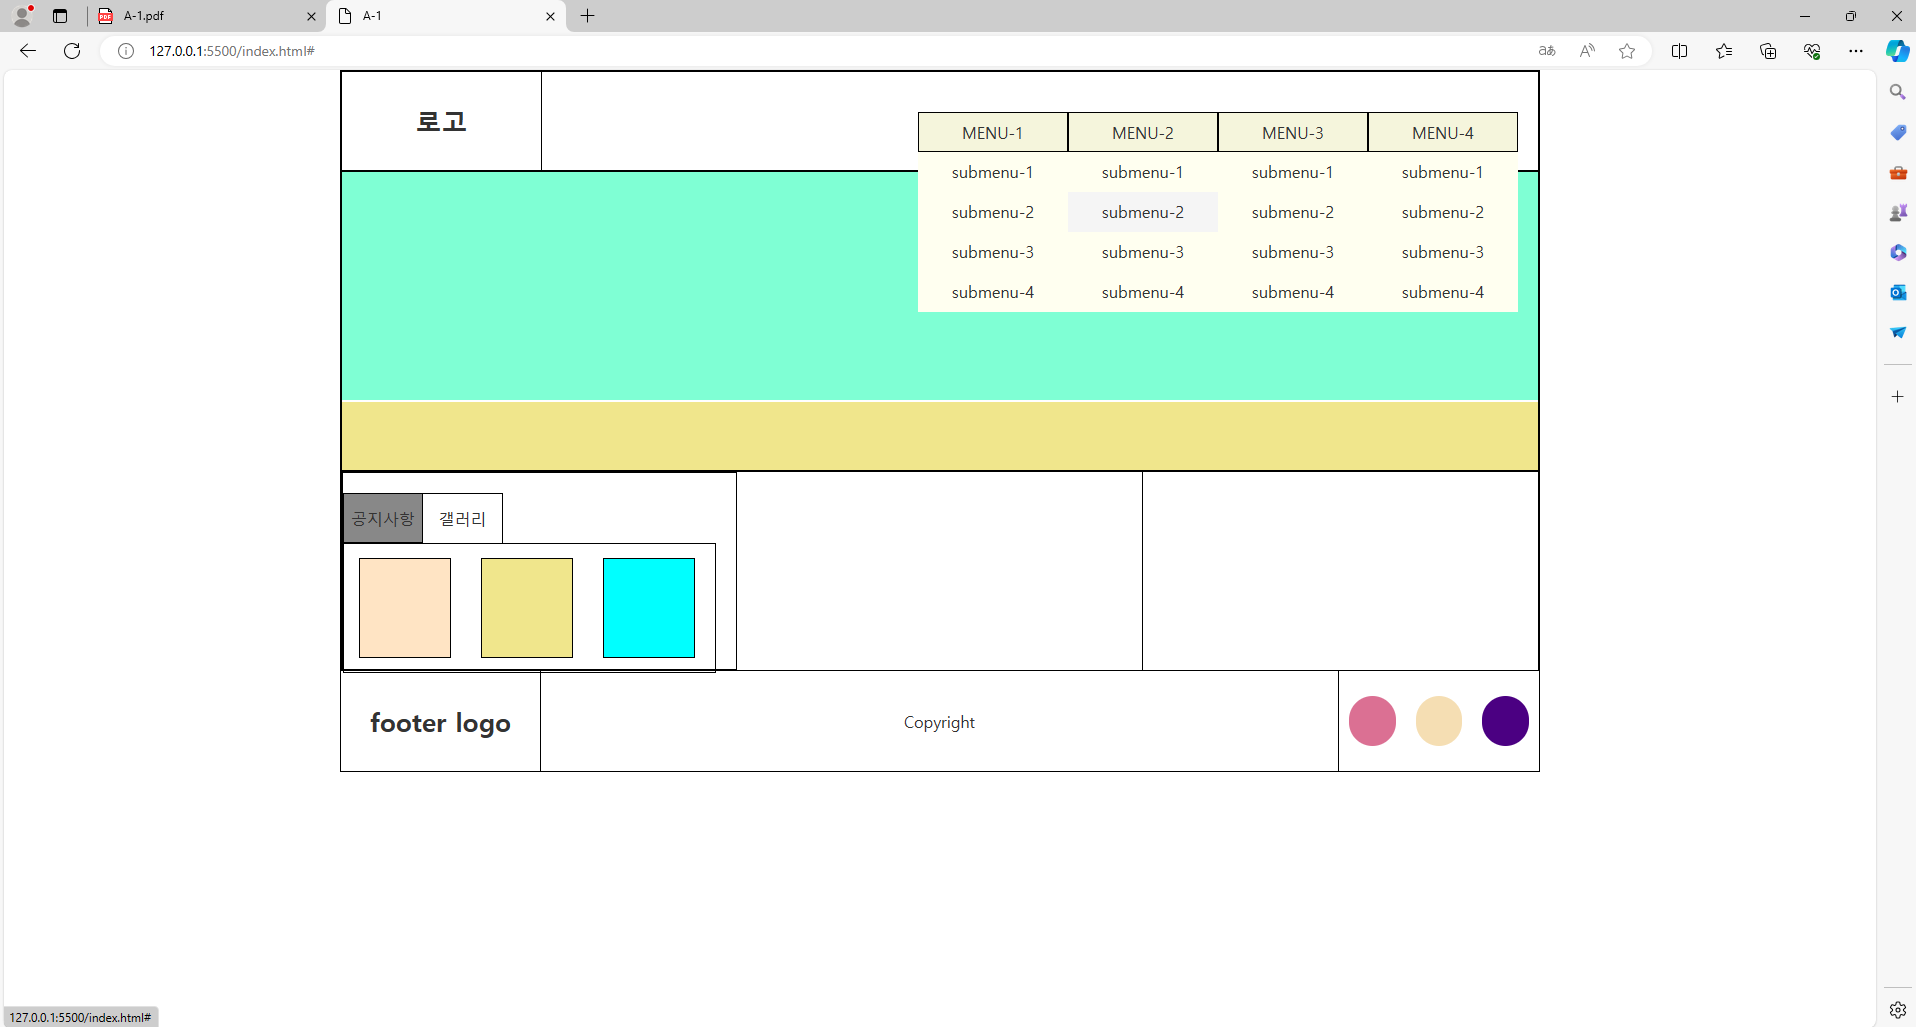 A-1.pdf
A-1
127.0.0.1:5500/index.html#
로고
MENU-1 MENU-2 MENU-3 MENU-4
submenu-1 submenu-1 submenu-1 submenu-1
submenu-2 submenu-2 submenu-2 submenu-2
submenu-3 submenu-3 submenu-3 submenu-3
submenu-4 submenu-4 submenu-4 submenu-4
공지사항 갤러리
footer logo
Copyright
127.0.0.1:5500/index.html#